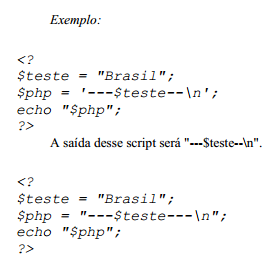 Exemplo:
<?
$teste = "Brasil";
$php = '---$teste--\n';
echo "$php";
?>
A saída desse script será "---$teste--\n".
<?
$teste = "Brasil";
$php = "---$teste---\n";
echo "$php";
?>